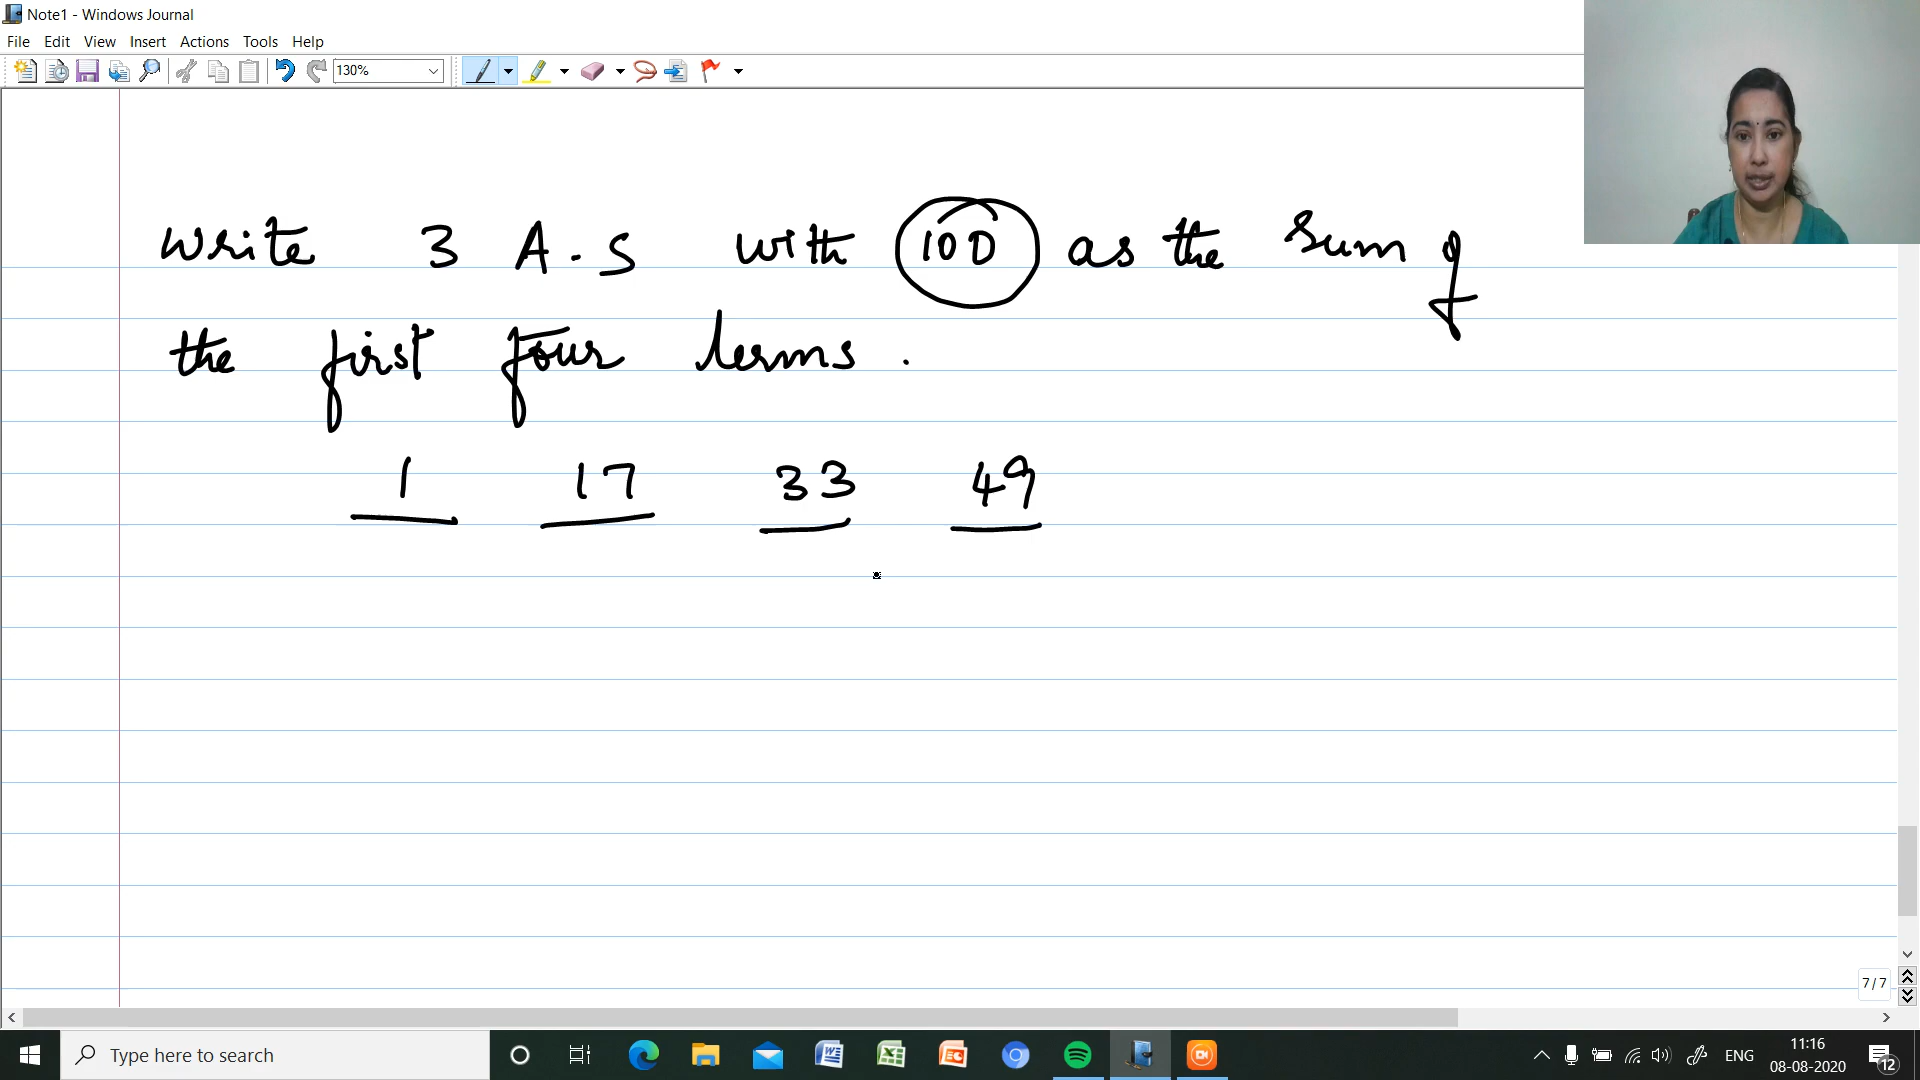 Note1 - Windows Journal
File Edit View Insert Actions Tools Help
130%
Write 3 A.S with 100 as the sum of
the first four terms.
1 17 33 49
7/7
Type here to search
ENG
11:16
08-08-2020
12